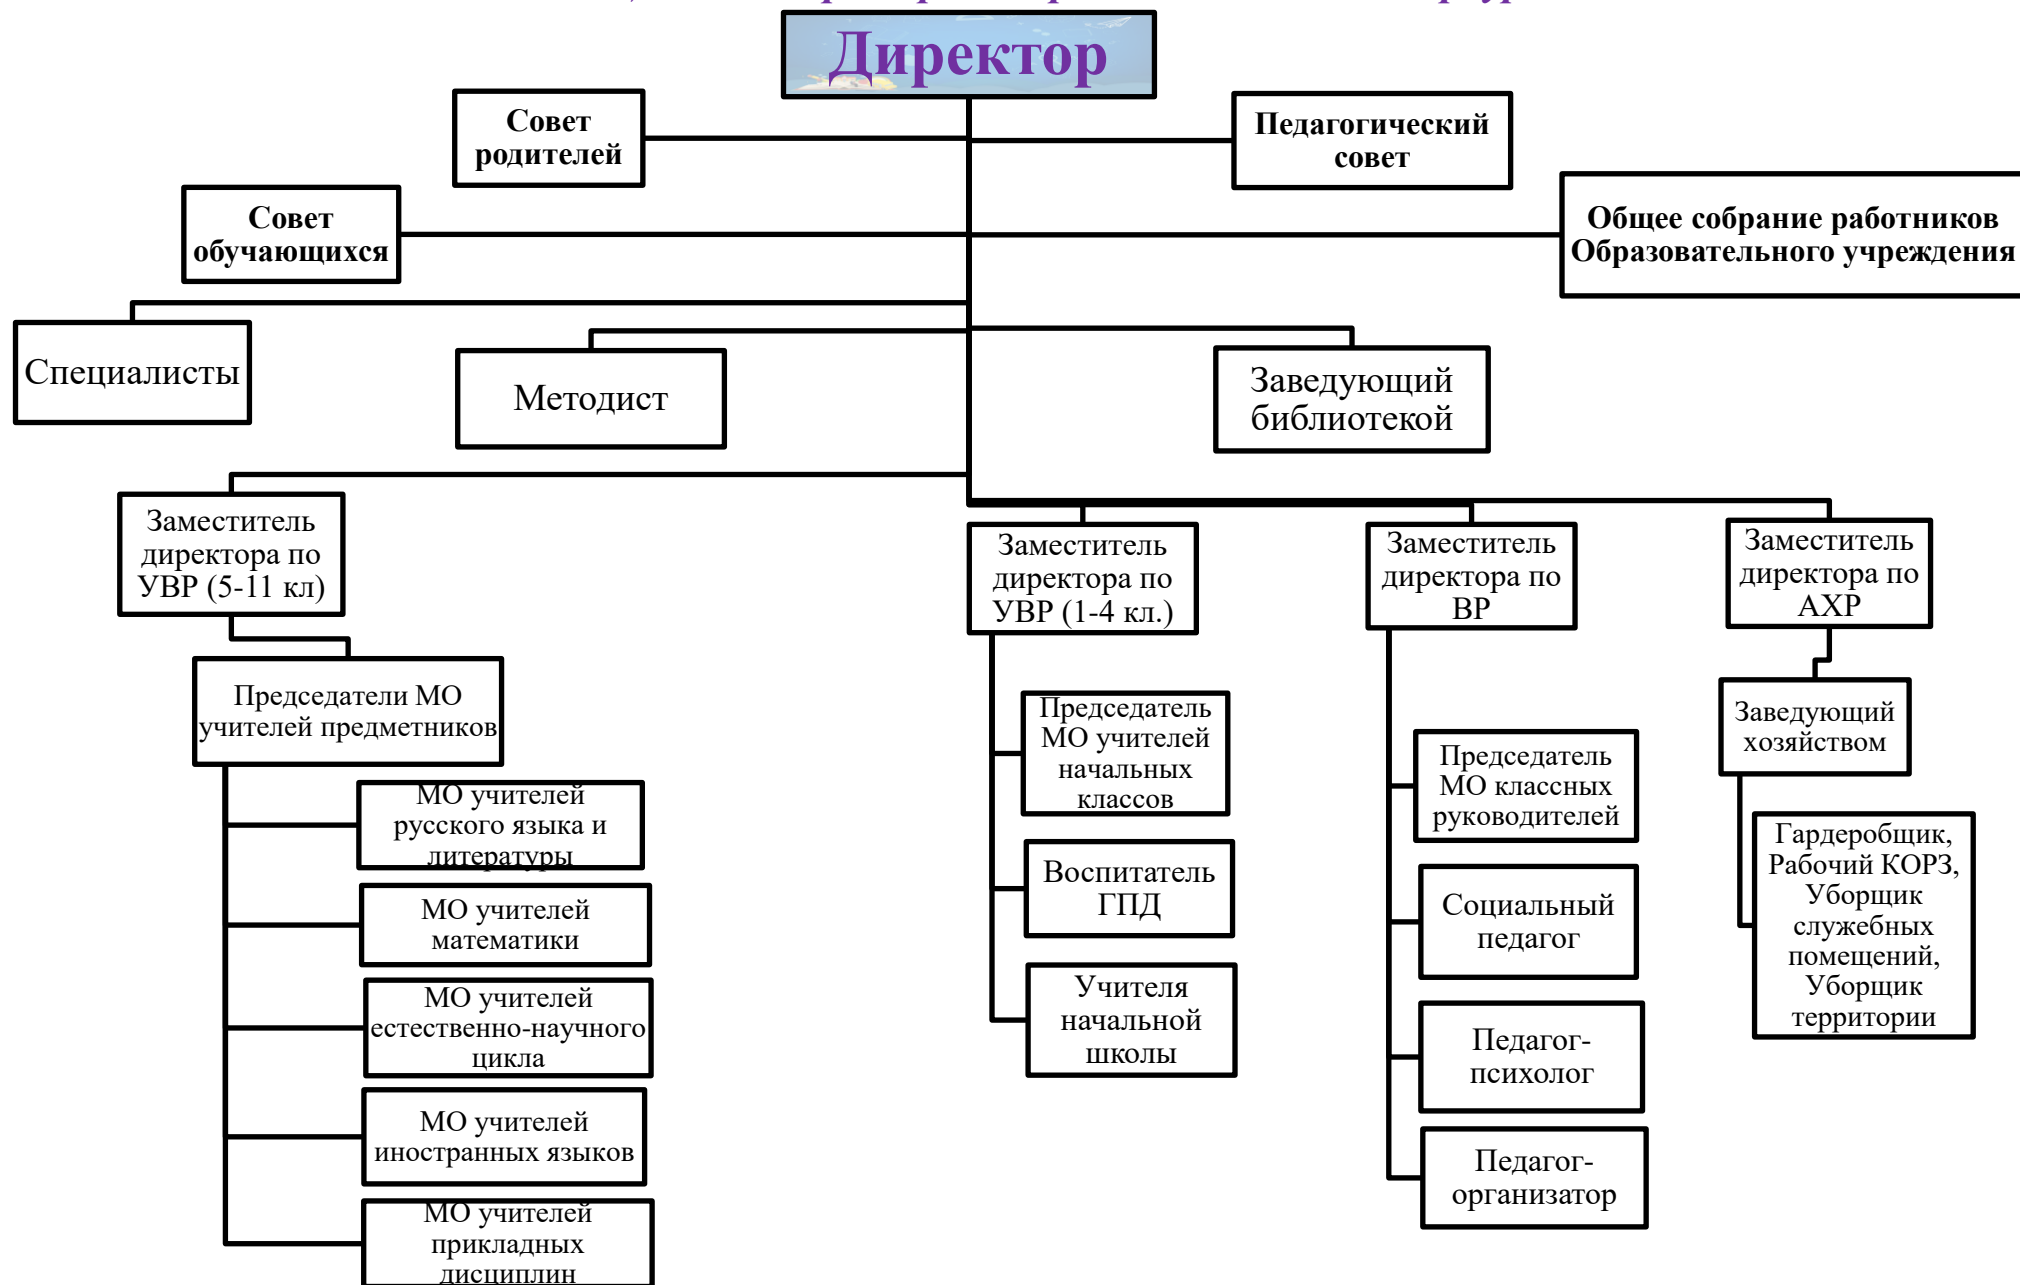 Директор
Совет
родителей
Педагогический
совет
Совет
обучающихся
Общее собрание работников
Образовательного учреждения
Специалисты
Методист
Заведующий
библиотекой
Заместитель
директора по
УВР (5-11 кл)
Заместитель
директора по
УВР (1-4 кл.)
Заместитель
директора по
ВР
Заместитель
директора по
АХР
Председатели МО
учителей предметников
МО учителей
русского языка и
литературы
МО учителей
математики
МО учителей
естественно-научного
цикла
МО учителей
иностранных языков
МО учителей
прикладных
дисциплин
Председатель
МО учителей
начальных
классов
Воспитатель
ГПД
Учителя
начальной
школы
Председатель
МО классных
руководителей
Социальный
педагог
Педагог-
психолог
Педагог-
организатор
Заведующий
хозяйством
Гардеробщик,
Рабочий КОРЗ,
Уборщик
служебных
помещений,
Уборщик
территории